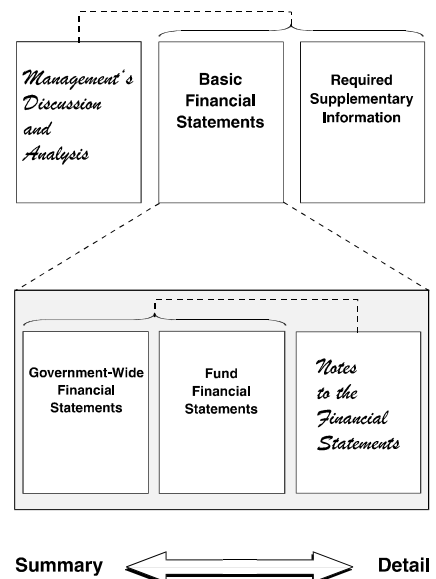 Management's
Discussion
and
Analysis
Basic
Financial
Statements
Required
Supplementary
Information
Government-Wide
Financial
Statements
Fund
Financial
Statements
Notes
to the
Financial
Statements
Summary
Detail